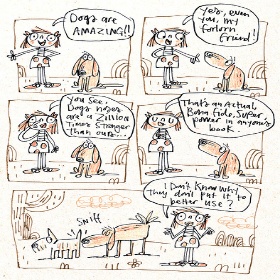 Dogs are
AMAZING!!
Yes, even
you, my
forlorn
friend!
You see,
Dogs noses
are a Zillion
Times stronger
than ours...
That's an Actual,
Bona fide, Super
power in anyone's
book
Don't know why
they don't put it to
better use?
Sniff